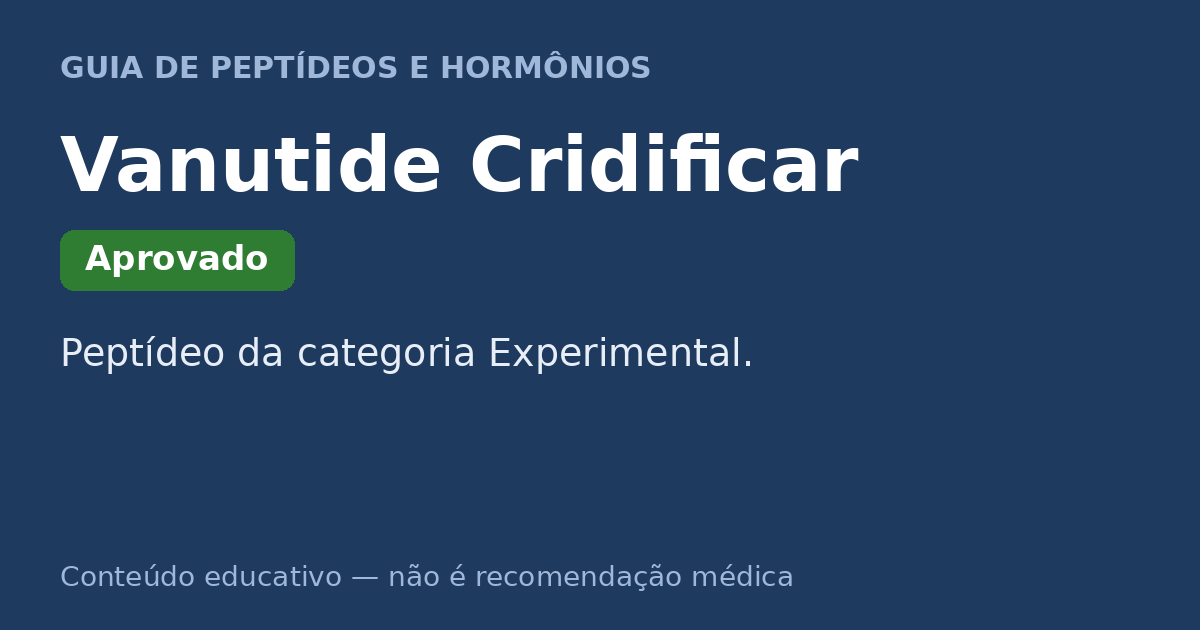 GUIA DE PEPTÍDEOS E HORMÔNIOS
Vanutide Cridificar
Aprovado
Peptídeo da categoria Experimental.
Conteúdo educativo — não é recomendação médica